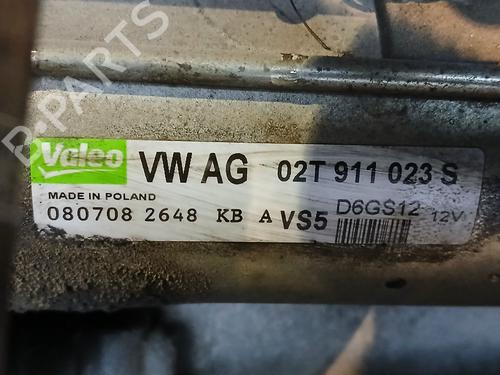 Valeo VW AG 02T 911 023 S
MADE IN POLAND
080708 2648 KB A VS5 D6GS12 12V
B-PARTS